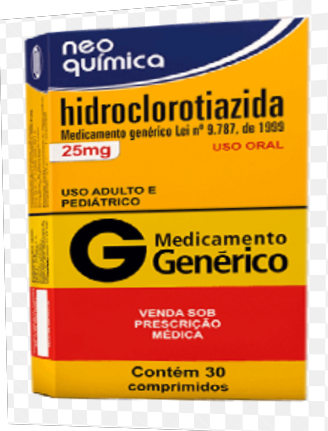 neo
química
hidroclorotiazida
Medicamento genérico Lei nº 9.787, de 1999
25mg
USO ORAL
USO ADULTO E
PEDIÁTRICO
G Medicamento
Genérico
VENDA SOB
PRESCRIÇÃO
MÉDICA
Contém 30
comprimidos